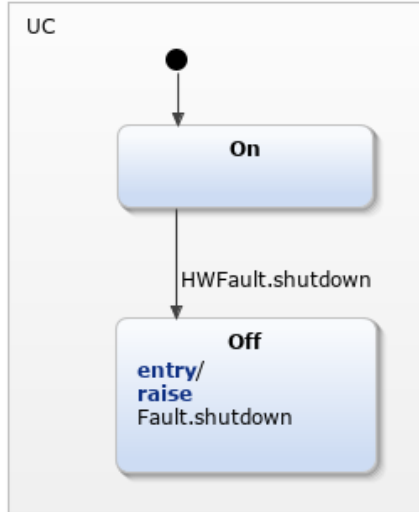 UC
On
HWFault.shutdown
Off
entry/
raise
Fault.shutdown